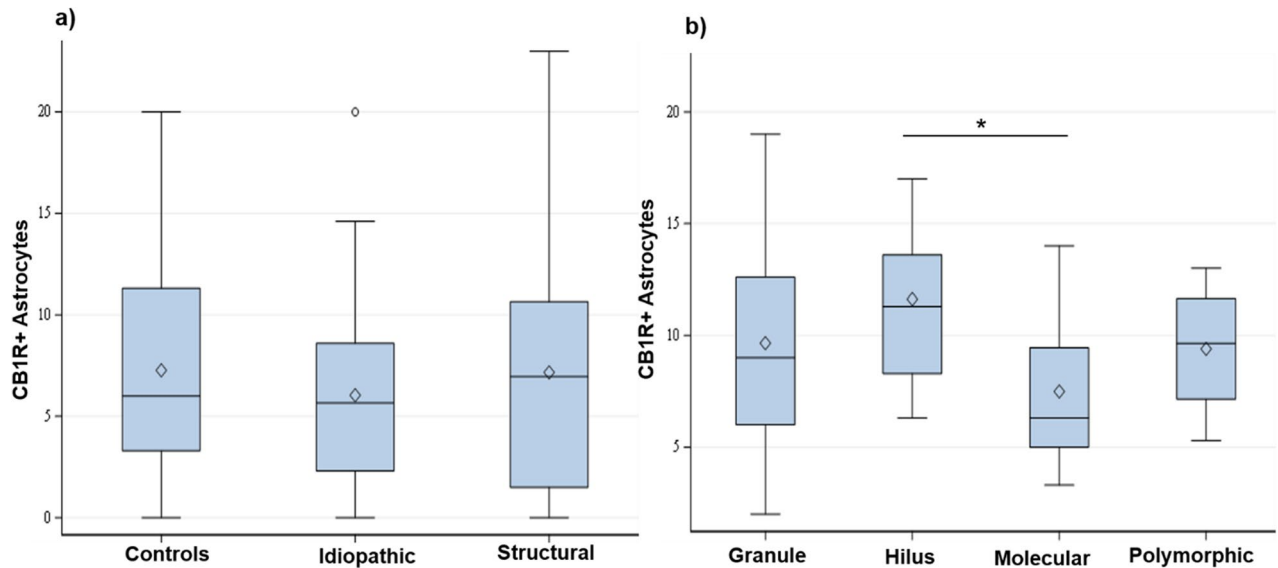 a)
CB1R+ Astrocytes
20
15
10
5
0
Controls Idiopathic Structural
b)
CB1R+ Astrocytes
20
15
10
5
*
Granule Hilus Molecular Polymorphic